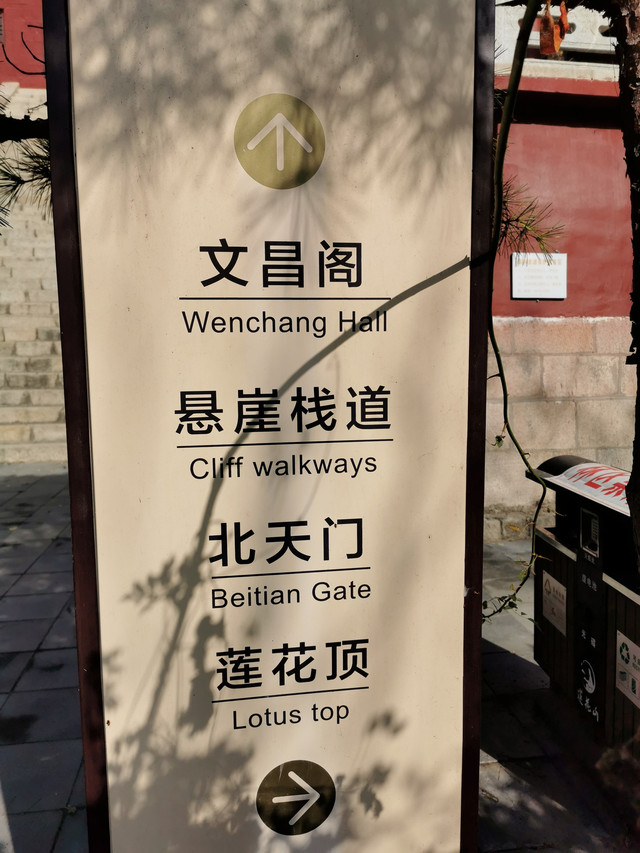 文昌阁
Wenchang Hall
悬崖栈道
Cliff walkways
北天门
Beitian Gate
莲花顶
Lotus top